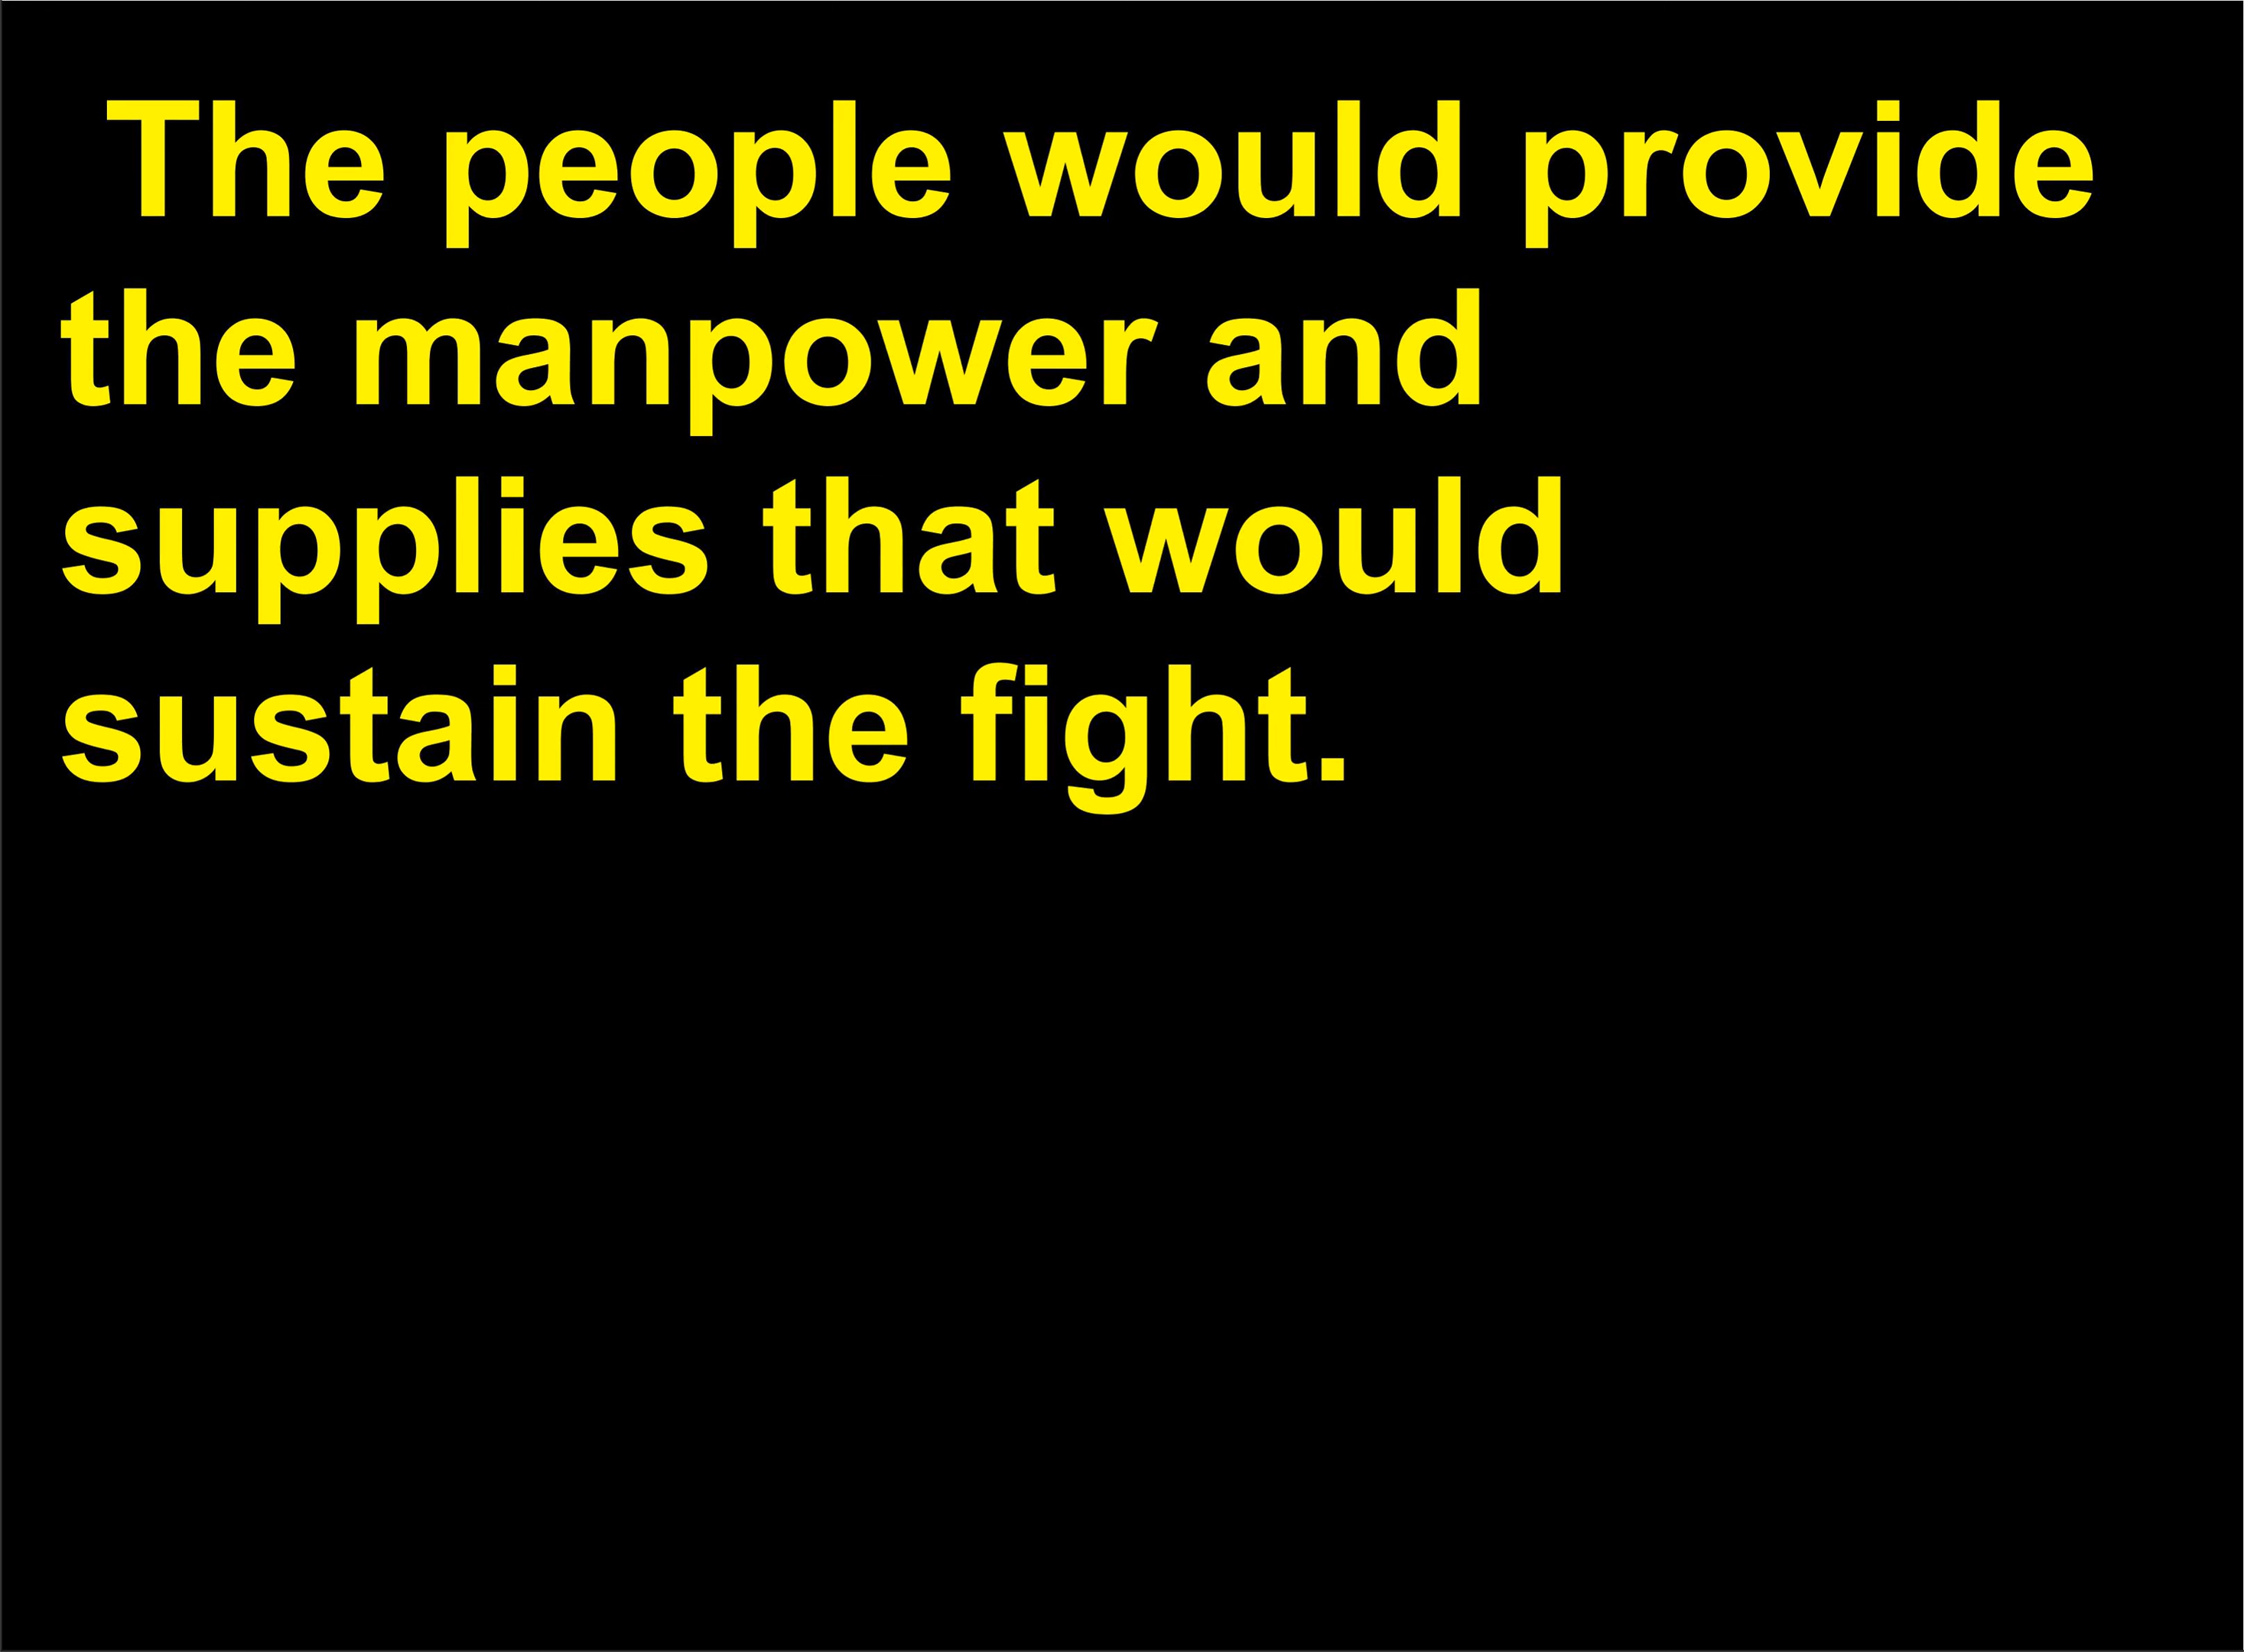 The people would provide
the manpower and
supplies that would
sustain the fight.